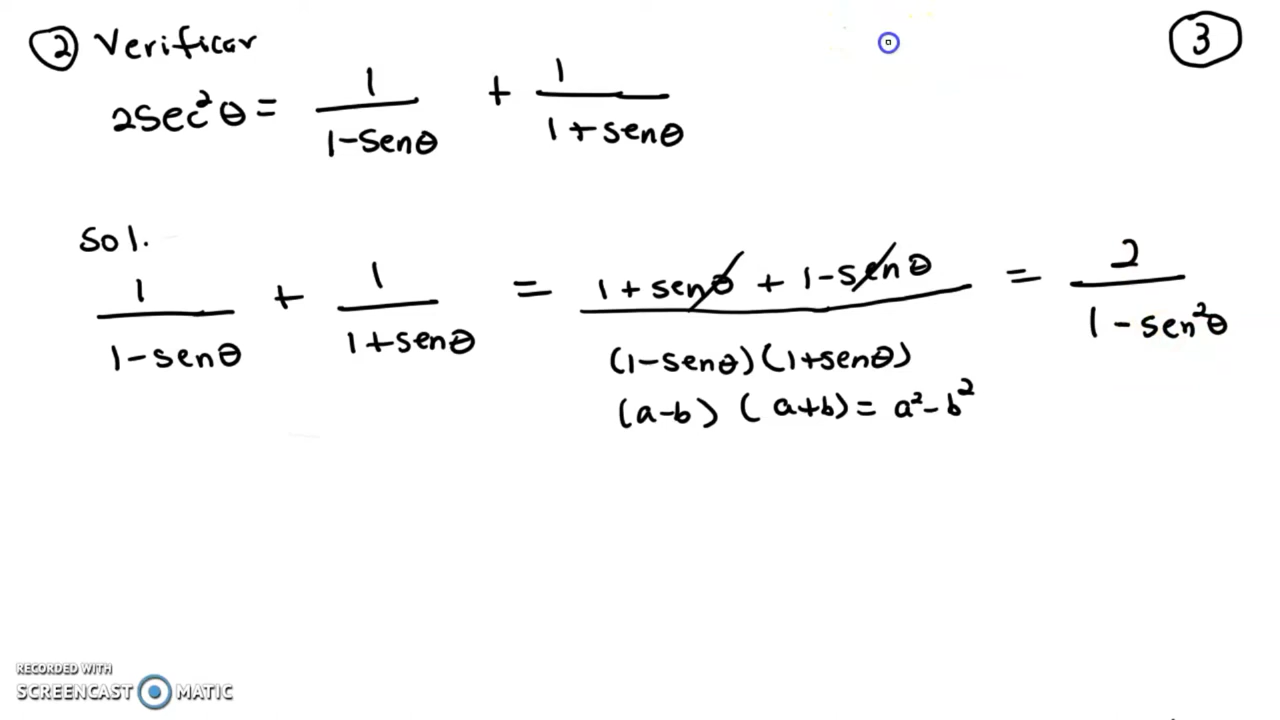 ② Verificar
③
2Sec²θ = 1/(1-Senθ) + 1/(1+senθ)
Sol.
1/(1-senθ) + 1/(1+senθ) = (1+senθ + 1-senθ)/((1-senθ)(1+senθ)) = 2/(1-sen²θ)
(a-b) (a+b) = a²-b²
RECORDED WITH
SCREENCAST MATIC